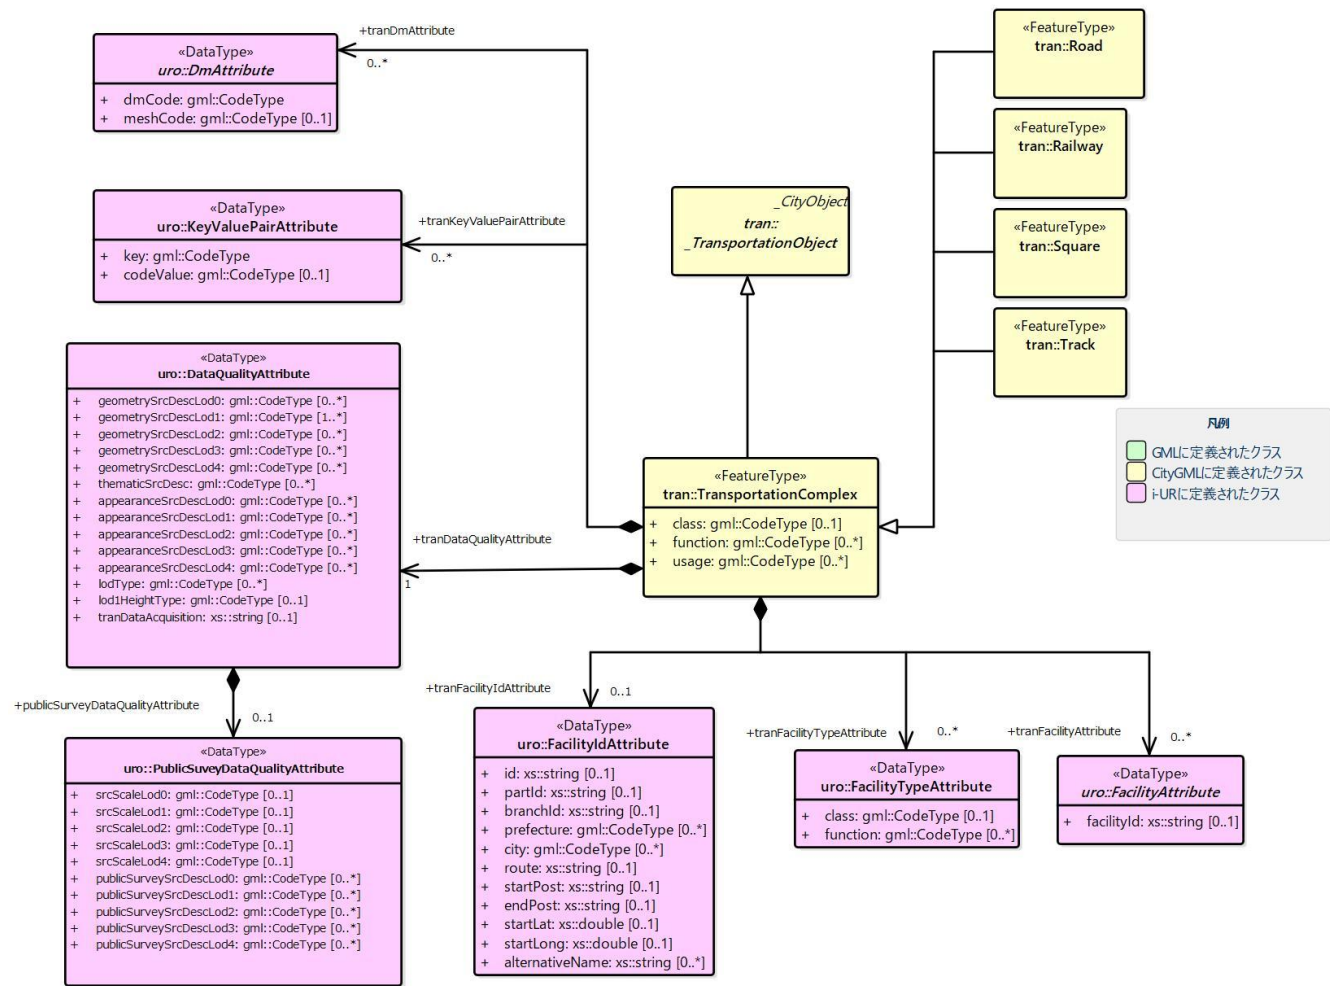 +tranDmAttribute
0..*
«DataType»
uro::DmAttribute
+ dmCode: gml::CodeType
+ meshCode: gml::CodeType [0..1]
«DataType»
uro::KeyValuePairAttribute
+ key: gml::CodeType
+ codeValue: gml::CodeType [0..1]
+tranKeyValuePairAttribute
0..*
_CityObject
tran::
_TransportationObject
«FeatureType»
tran::Road
«FeatureType»
tran::Railway
«FeatureType»
tran::Square
«FeatureType»
tran::Track
凡例
GMLに定義されたクラス
CityGMLに定義されたクラス
i-URに定義されたクラス
«DataType»
uro::DataQualityAttribute
+ geometrySrcDescLod0: gml::CodeType [0..*]
+ geometrySrcDescLod1: gml::CodeType [1..*]
+ geometrySrcDescLod2: gml::CodeType [0..*]
+ geometrySrcDescLod3: gml::CodeType [0..*]
+ geometrySrcDescLod4: gml::CodeType [0..*]
+ thematicSrcDesc: gml::CodeType [0..*]
+ appearanceSrcDescLod0: gml::CodeType [0..*]
+ appearanceSrcDescLod1: gml::CodeType [0..*]
+ appearanceSrcDescLod2: gml::CodeType [0..*]
+ appearanceSrcDescLod3: gml::CodeType [0..*]
+ appearanceSrcDescLod4: gml::CodeType [0..*]
+ lodType: gml::CodeType [0..*]
+ lod1HeightType: gml::CodeType [0..1]
+ tranDataAcquisition: xs::string [0..1]
+tranDataQualityAttribute
1
«FeatureType»
tran::TransportationComplex
+ class: gml::CodeType [0..1]
+ function: gml::CodeType [0..*]
+ usage: gml::CodeType [0..*]
+publicSurveyDataQualityAttribute
0..1
«DataType»
uro::PublicSuveyDataQualityAttribute
+ srcScaleLod0: gml::CodeType [0..1]
+ srcScaleLod1: gml::CodeType [0..1]
+ srcScaleLod2: gml::CodeType [0..1]
+ srcScaleLod3: gml::CodeType [0..1]
+ srcScaleLod4: gml::CodeType [0..1]
+ publicSurveySrcDescLod0: gml::CodeType [0..*]
+ publicSurveySrcDescLod1: gml::CodeType [0..*]
+ publicSurveySrcDescLod2: gml::CodeType [0..*]
+ publicSurveySrcDescLod3: gml::CodeType [0..*]
+ publicSurveySrcDescLod4: gml::CodeType [0..*]
+tranFacilityIdAttribute
0..1
«DataType»
uro::FacilityIdAttribute
+ id: xs::string [0..1]
+ partId: xs::string [0..1]
+ branchId: xs::string [0..1]
+ prefecture: gml::CodeType [0..*]
+ city: gml::CodeType [0..*]
+ route: xs::string [0..1]
+ startPost: xs::string [0..1]
+ endPost: xs::string [0..1]
+ startLat: xs::double [0..1]
+ startLong: xs::double [0..1]
+ alternativeName: xs::string [0..*]
+tranFacilityTypeAttribute
0..*
«DataType»
uro::FacilityTypeAttribute
+ class: gml::CodeType [0..1]
+ function: gml::CodeType [0..*]
+tranFacilityAttribute
0..*
«DataType»
uro::FacilityAttribute
+ facilityId: xs::string [0..1]